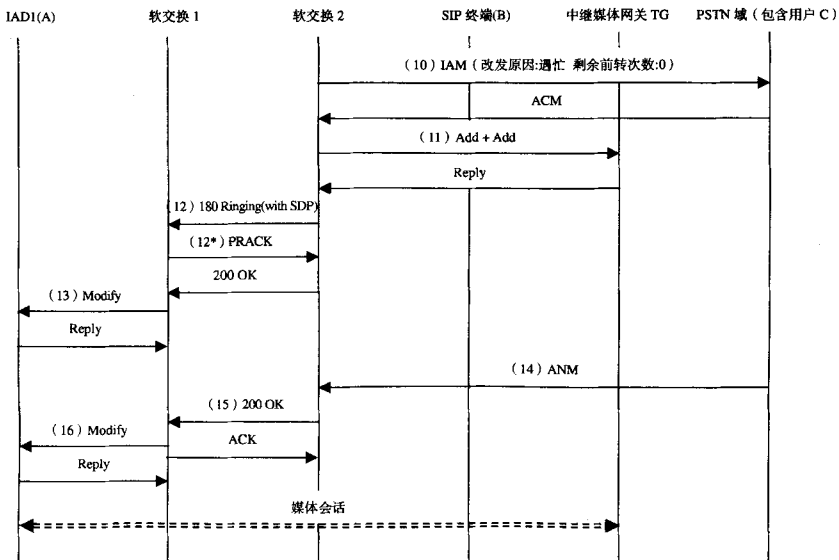 IAD1(A) 软交换 1 软交换 2 SIP 终端(B) 中继媒体网关 TG PSTN 域（包含用户 C）
（10）IAM（改发原因:遇忙 剩余前转次数:0）
ACM
（11）Add + Add
Reply
12）180 Ringing(with SDP)
（12*）PRACK
200 OK
（13）Modify
Reply
（14）ANM
（15）200 OK
（16）Modify
ACK
Reply
媒体会话